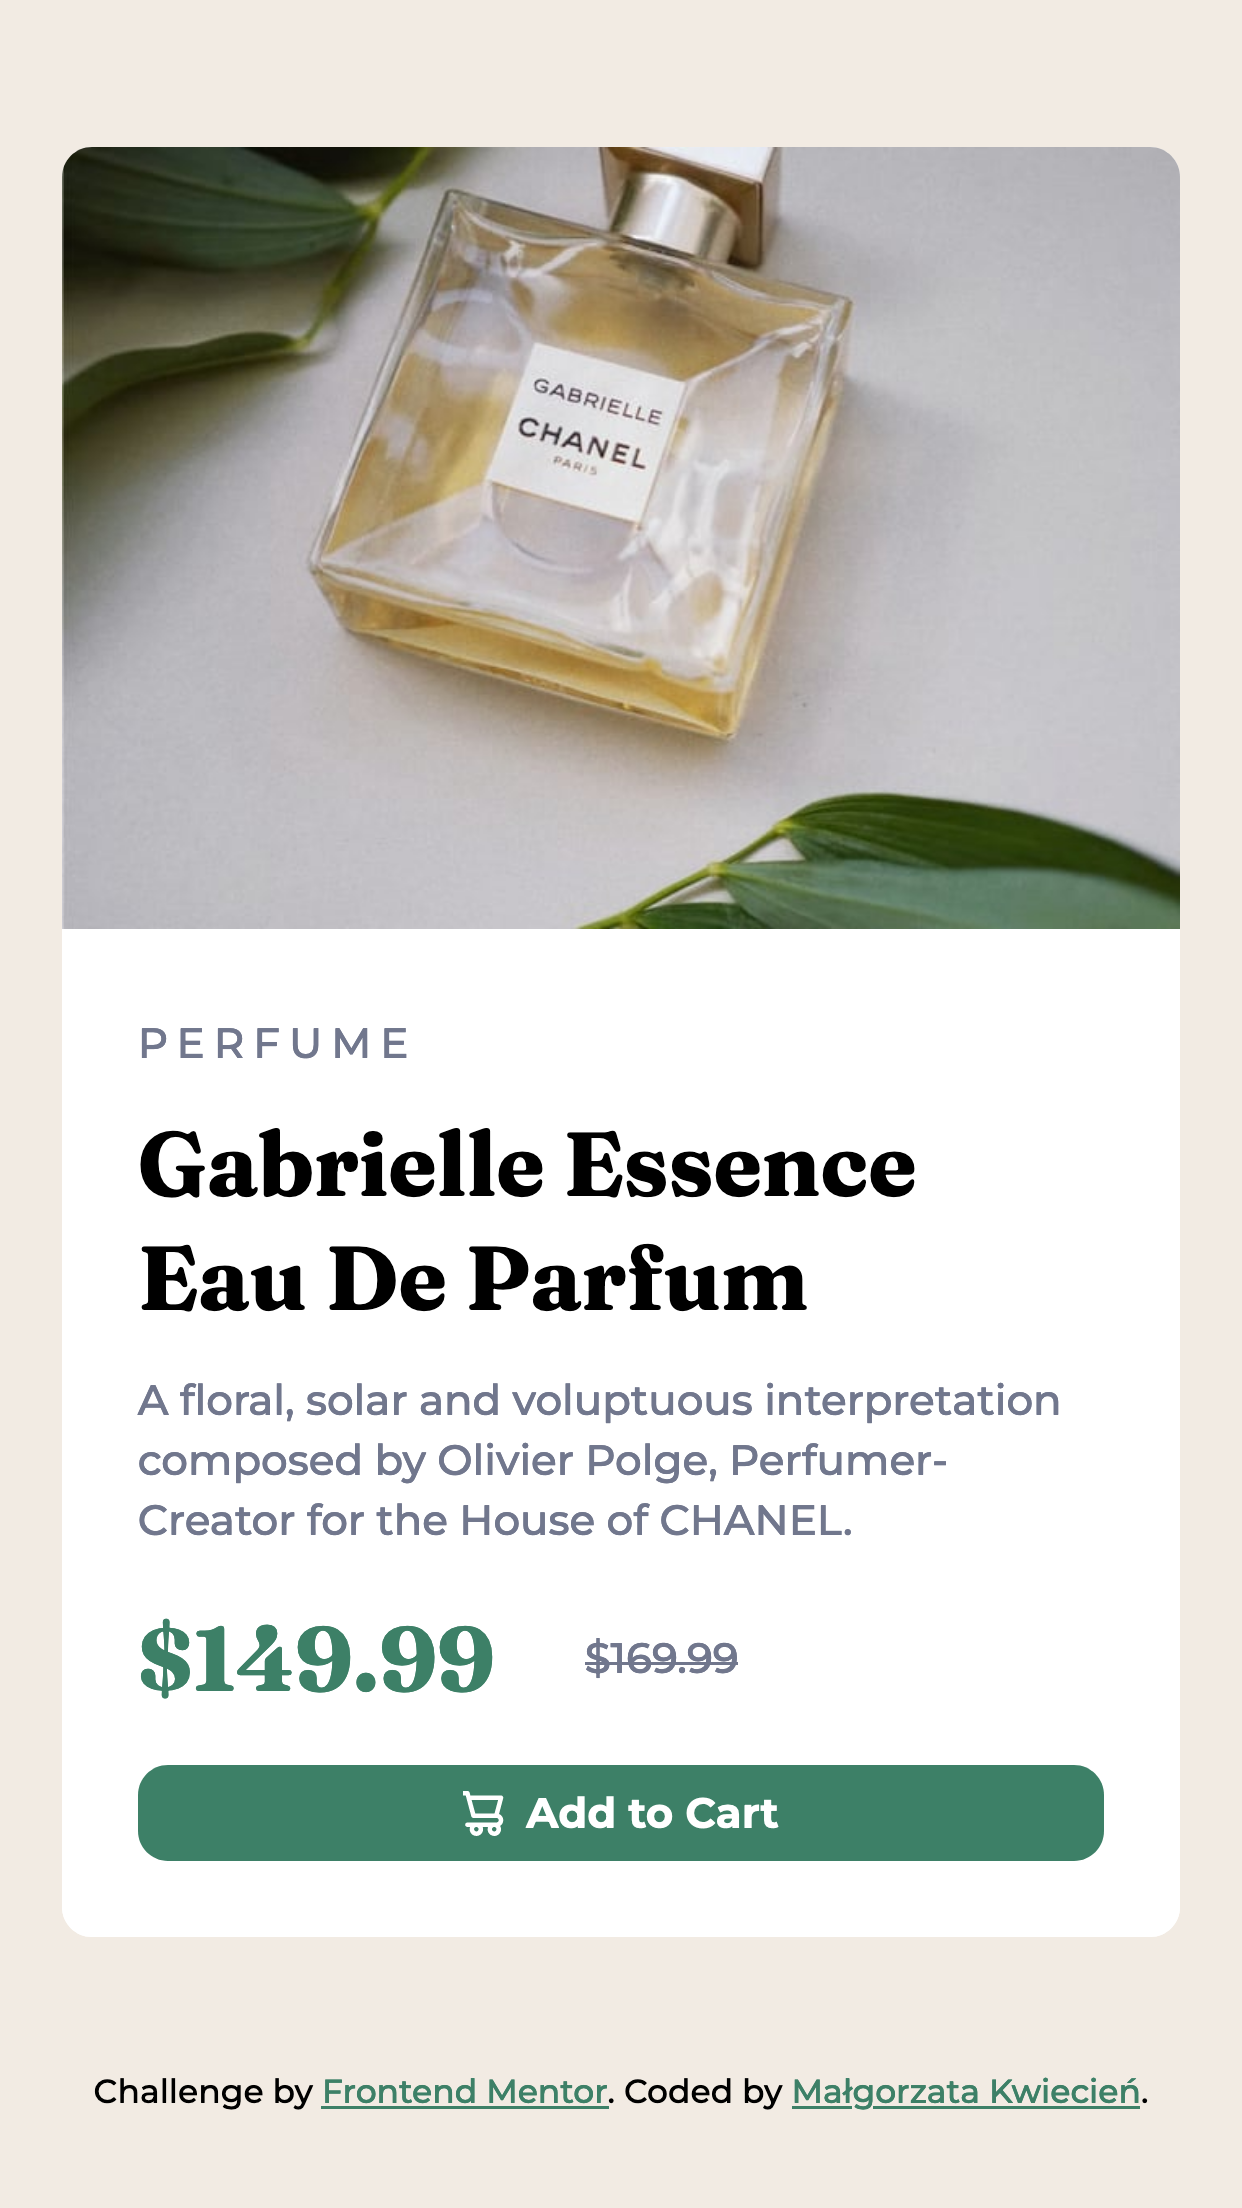 GABRIELLE
CHANEL
PARIS
PERFUME
Gabrielle Essence
Eau De Parfum
A floral, solar and voluptuous interpretation
composed by Olivier Polge, Perfumer-
Creator for the House of CHANEL.
$149.99 $169.99
Add to Cart
Challenge by Frontend Mentor. Coded by Małgorzata Kwiecień.